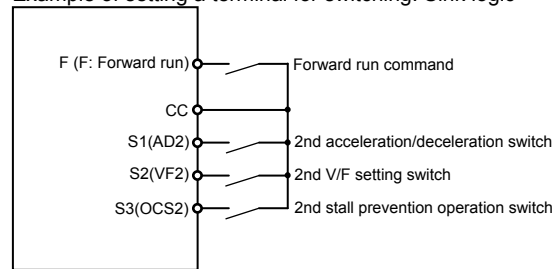 Example of setting a terminal for switching: Sink logic
F (F: Forward run) Forward run command
CC
S1(AD2) 2nd acceleration/deceleration switch
S2(VF2) 2nd V/F setting switch
S3(OCS2) 2nd stall prevention operation switch